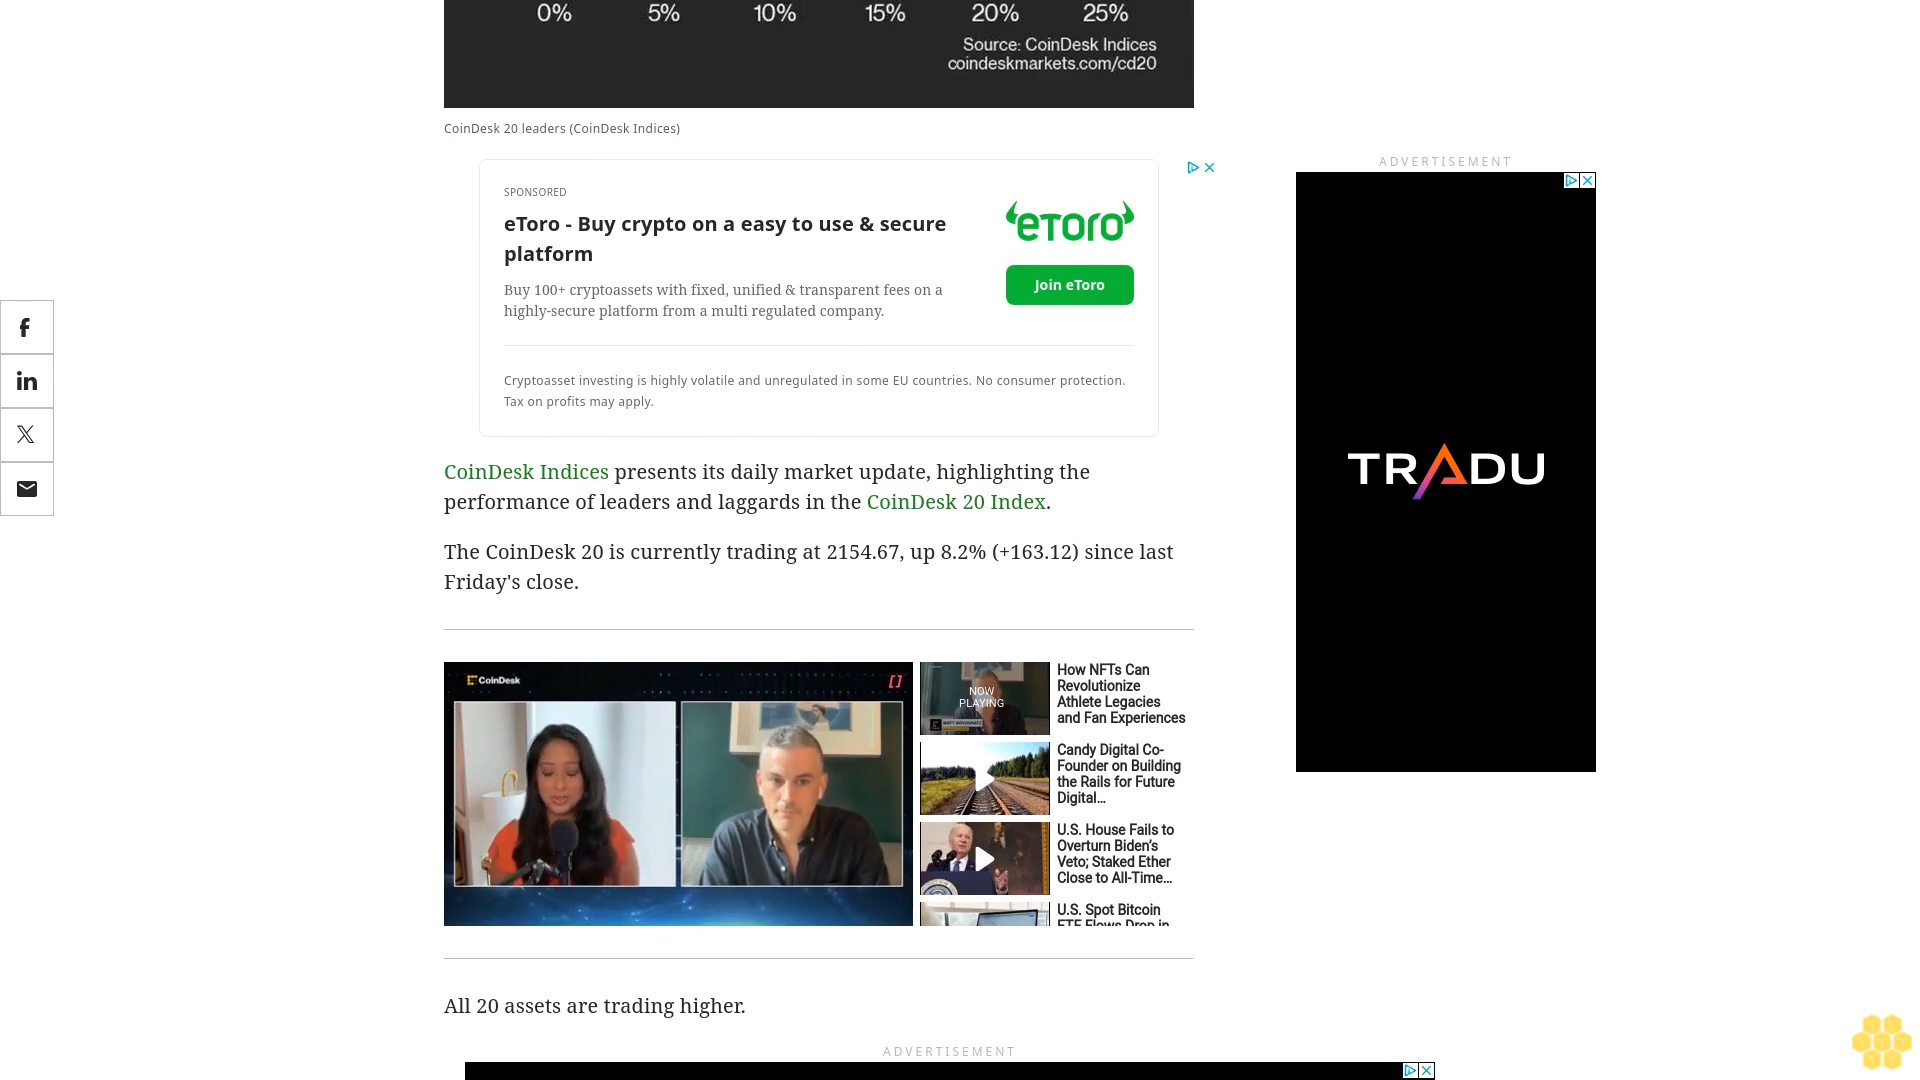 0% 5% 10% 15% 20% 25%
Source: CoinDesk Indices
coindeskmarkets.com/cd20
CoinDesk 20 leaders (CoinDesk Indices)
SPONSORED
eToro - Buy crypto on a easy to use & secure
platform
Buy 100+ cryptoassets with fixed, unified & transparent fees on a
highly-secure platform from a multi regulated company.
eToro
Join eToro
Cryptoasset investing is highly volatile and unregulated in some EU countries. No consumer protection.
Tax on profits may apply.
ADVERTISEMENT
TRADU
CoinDesk Indices presents its daily market update, highlighting the
performance of leaders and laggards in the CoinDesk 20 Index.
The CoinDesk 20 is currently trading at 2154.67, up 8.2% (+163.12) since last
Friday's close.
CoinDesk
NOW
PLAYING
How NFTs Can
Revolutionize
Athlete Legacies
and Fan Experiences
Candy Digital Co-
Founder on Building
the Rails for Future
Digital...
U.S. House Fails to
Overturn Biden's
Veto; Staked Ether
Close to All-Time...
U.S. Spot Bitcoin
ETF Flows Drop in
All 20 assets are trading higher.
ADVERTISEMENT